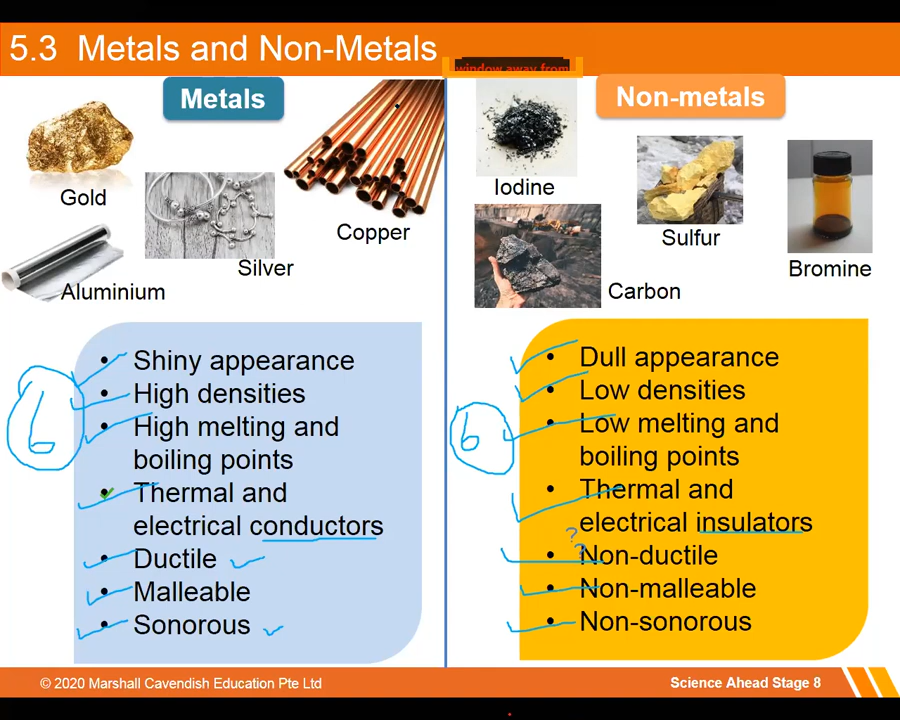 5.3 Metals and Non-Metals
window away from
Metals
Non-metals
Gold
Copper
Silver
Aluminium
Iodine
Sulfur
Bromine
Carbon
6
• Shiny appearance
• High densities
• High melting and
boiling points
• Thermal and
electrical conductors
• Ductile
• Malleable
• Sonorous
6
• Dull appearance
• Low densities
• Low melting and
boiling points
• Thermal and
electrical insulators
?
?
• Non-ductile
• Non-malleable
• Non-sonorous
© 2020 Marshall Cavendish Education Pte Ltd
Science Ahead Stage 8